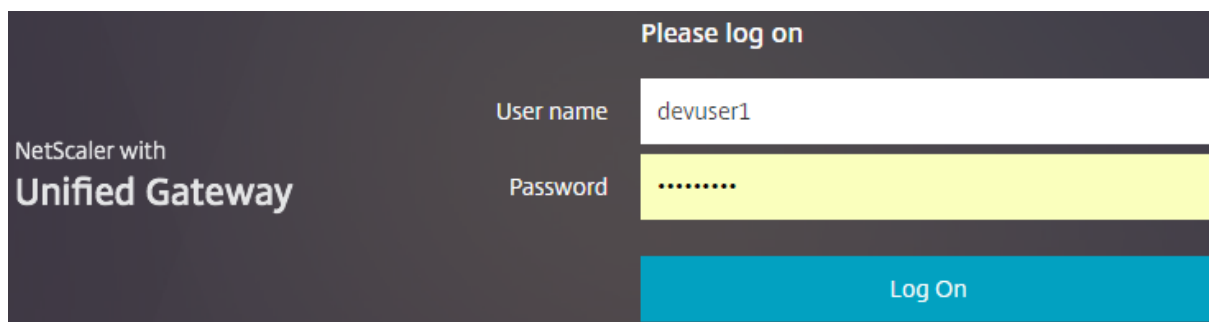 Please log on
User name
devuser1
NetScaler with
Unified Gateway
Password
•••••••••
Log On